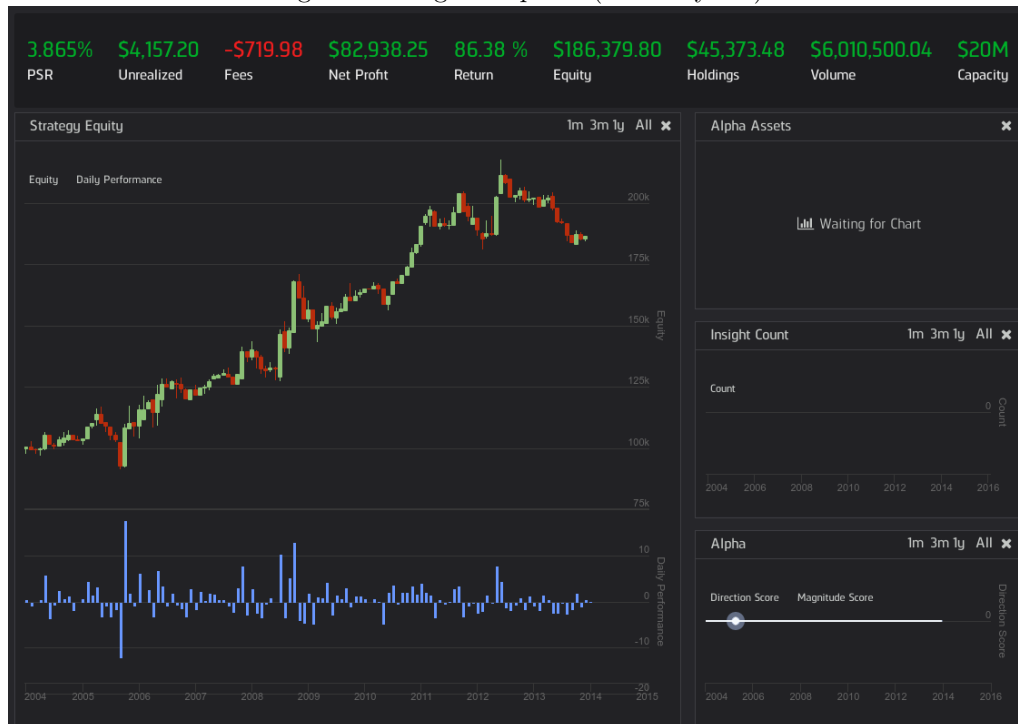 3.865% $4,157.20 -$719.98 $82,938.25 86.38 % $186,379.80 $45,373.48 $6,010,500.04 $20M
PSR Unrealized Fees Net Profit Return Equity Holdings Volume Capacity
Strategy Equity 1m 3m 1y All
Equity Daily Performance
200k
175k
150k
125k
100k
75k
Equity
10
0
-10
-20
Daily Performance
2004 2005 2006 2007 2008 2009 2010 2011 2012 2013 2014 2015
Alpha Assets
Waiting for Chart
Insight Count 1m 3m 1y All
Count
0
Count
2004 2006 2008 2010 2012 2014 2016
Alpha 1m 3m 1y All
Direction Score Magnitude Score
0
Direction Score
2004 2006 2008 2010 2012 2014 2016